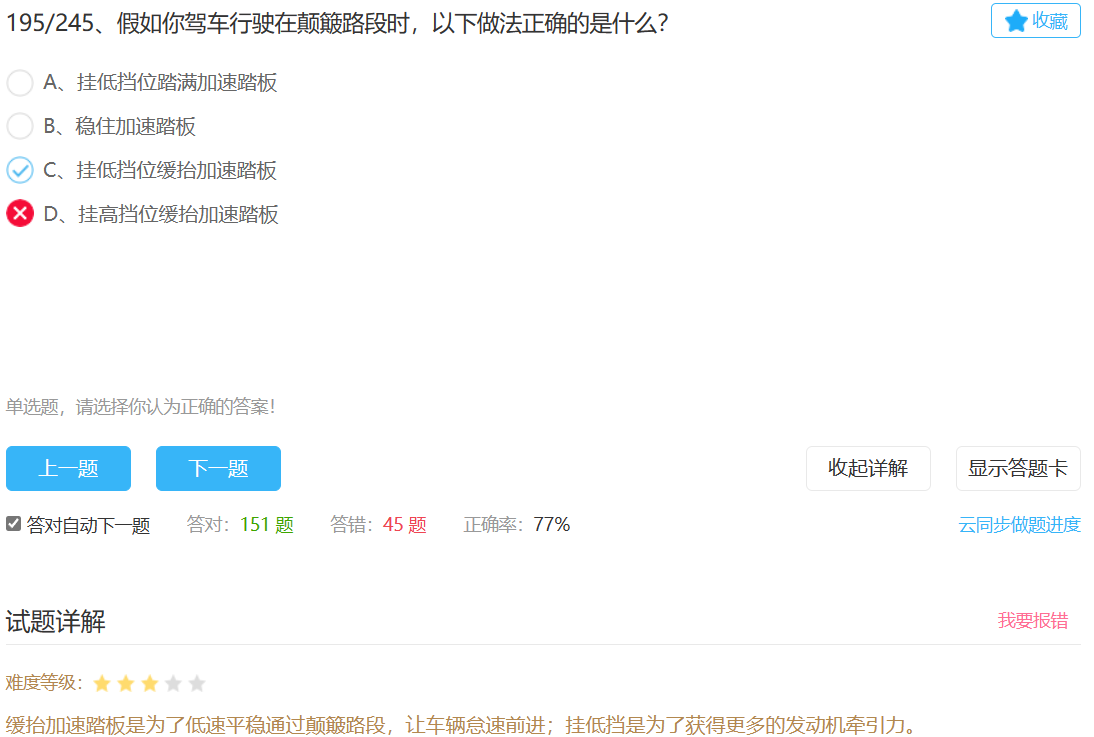 195/245、假如你驾车行驶在颠簸路段时，以下做法正确的是什么？
收藏
A、挂低挡位踏满加速踏板
B、稳住加速踏板
C、挂低挡位缓抬加速踏板
D、挂高挡位缓抬加速踏板
单选题，请选择你认为正确的答案！
上一题 下一题 收起详解 显示答题卡
答对自动下一题 答对：151 题 答错：45 题 正确率：77% 云同步做题进度
试题详解 我要报错
难度等级：
缓抬加速踏板是为了低速平稳通过颠簸路段，让车辆怠速前进；挂低挡是为了获得更多的发动机牵引力。